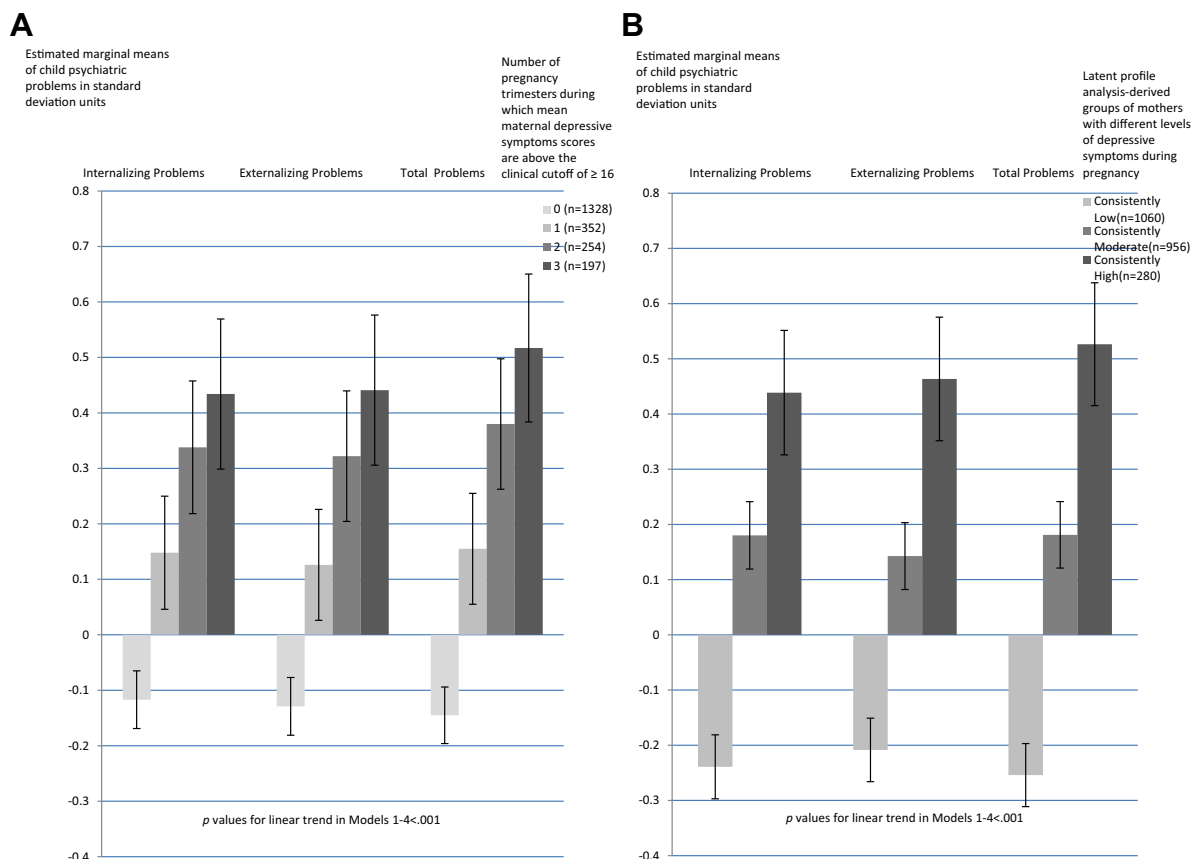 A
Estimated marginal means
of child psychiatric
problems in standard
deviation units
Number of
pregnancy
trimesters during
which mean
maternal depressive
symptoms scores
are above the
clinical cutoff of ≥ 16
Internalizing Problems
Externalizing Problems
Total Problems
0 (n=1328)
1 (n=352)
2 (n=254)
3 (n=197)
0.8
0.7
0.6
0.5
0.4
0.3
0.2
0.1
0
-0.1
-0.2
-0.3
-0.4
p values for linear trend in Models 1-4<.001
B
Estimated marginal means
of child psychiatric
problems in standard
deviation units
Latent profile
analysis-derived
groups of mothers
with different levels
of depressive
symptoms during
pregnancy
Internalizing Problems
Externalizing Problems
Total Problems
Consistently
Low(n=1060)
Consistently
Moderate(n=956)
Consistently
High(n=280)
0.8
0.7
0.6
0.5
0.4
0.3
0.2
0.1
0
-0.1
-0.2
-0.3
-0.4
p values for linear trend in Models 1-4<.001